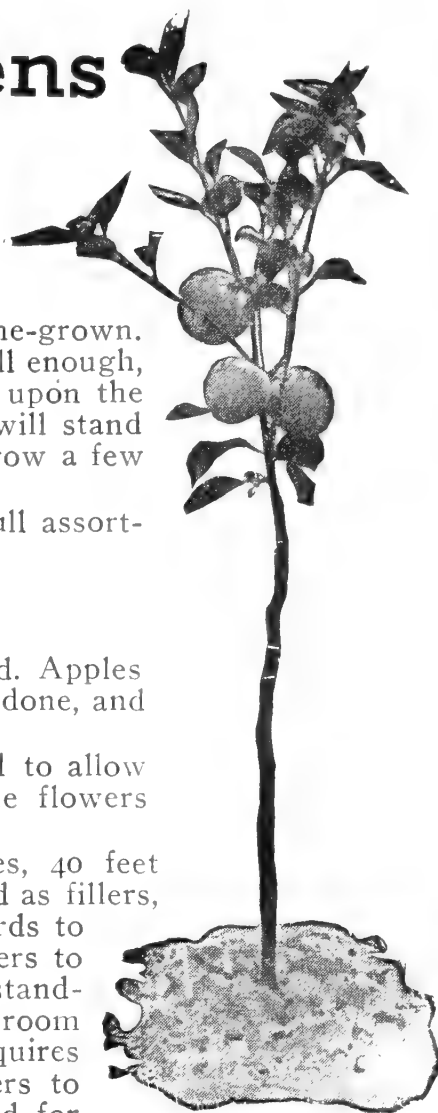 ens
ne-grown.
ll enough,
upon the
will stand
row a few
ull assort-
d. Apples
done, and
l to allow
e flowers
es, 40 feet
d as fillers,
rds to
ers to
stand-
room
quires
ers to
d for